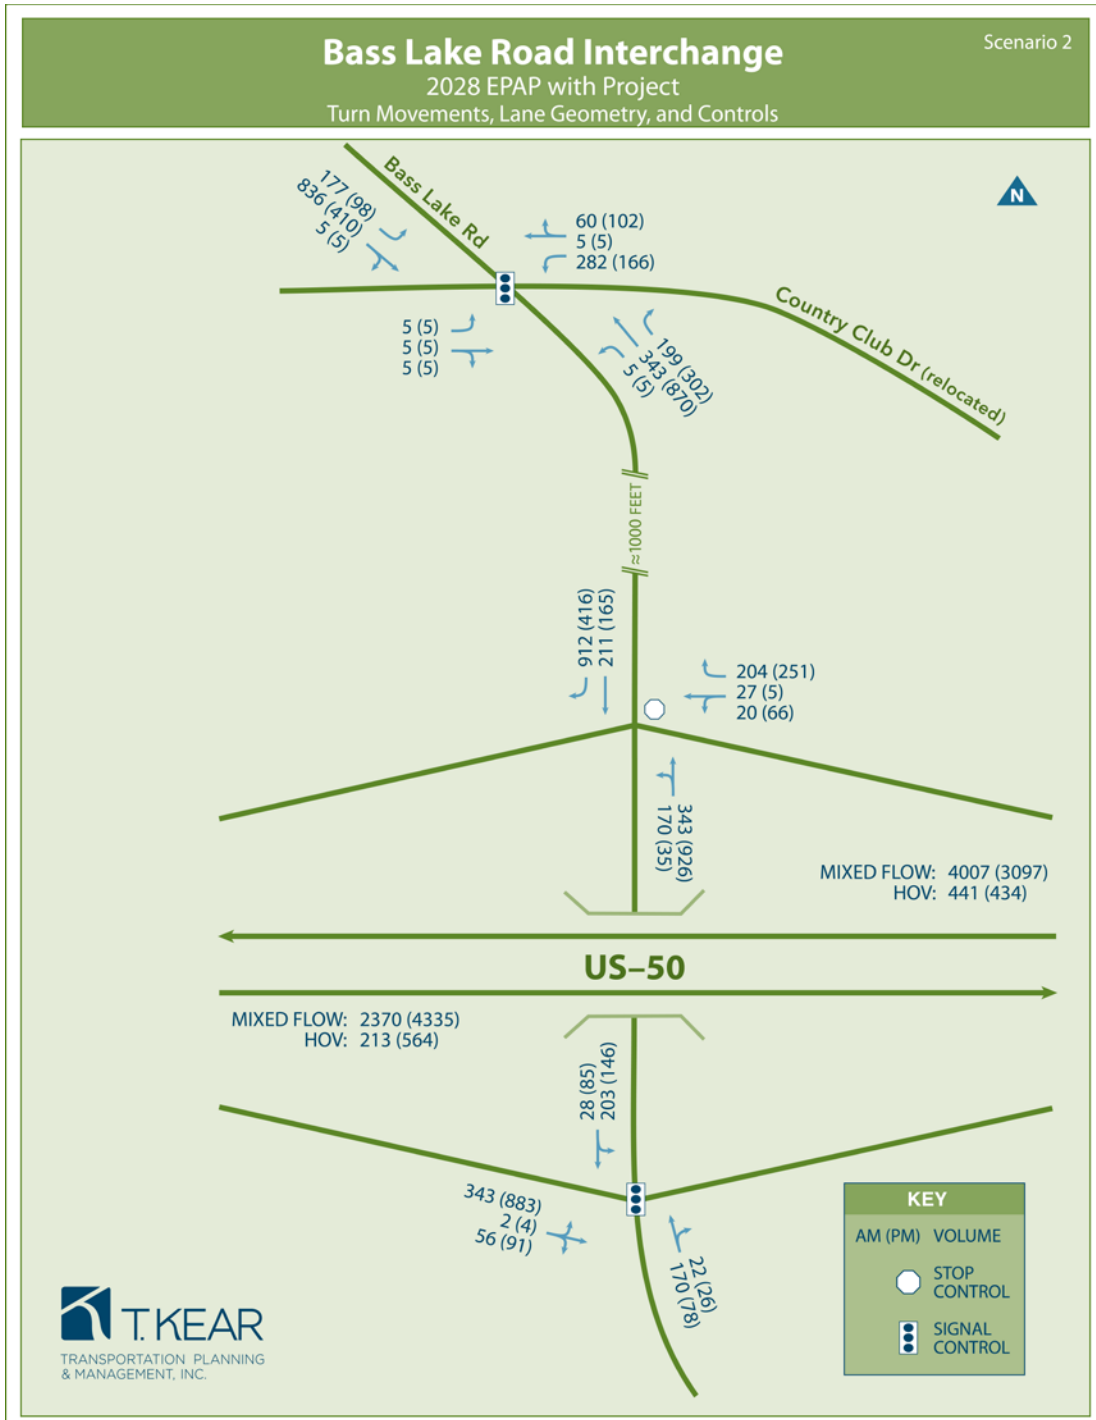 Bass Lake Road Interchange
Scenario 2
2028 EPAP with Project
Turn Movements, Lane Geometry, and Controls
Bass Lake Rd
N
177 (98)
836 (410)
5 (5)
60 (102)
5 (5)
282 (166)
Country Club Dr (relocated)
5 (5)
5 (5)
5 (5)
199 (302)
343 (870)
5 (5)
≈1000 FEET
912 (416)
211 (165)
204 (251)
27 (5)
20 (66)
343 (926)
170 (35)
MIXED FLOW: 4007 (3097)
HOV: 441 (434)
US–50
MIXED FLOW: 2370 (4335)
HOV: 213 (564)
28 (85)
203 (146)
343 (883)
2 (4)
56 (91)
22 (26)
170 (78)
KEY
AM (PM) VOLUME
STOP
CONTROL
SIGNAL
CONTROL
T.KEAR
TRANSPORTATION PLANNING
& MANAGEMENT, INC.